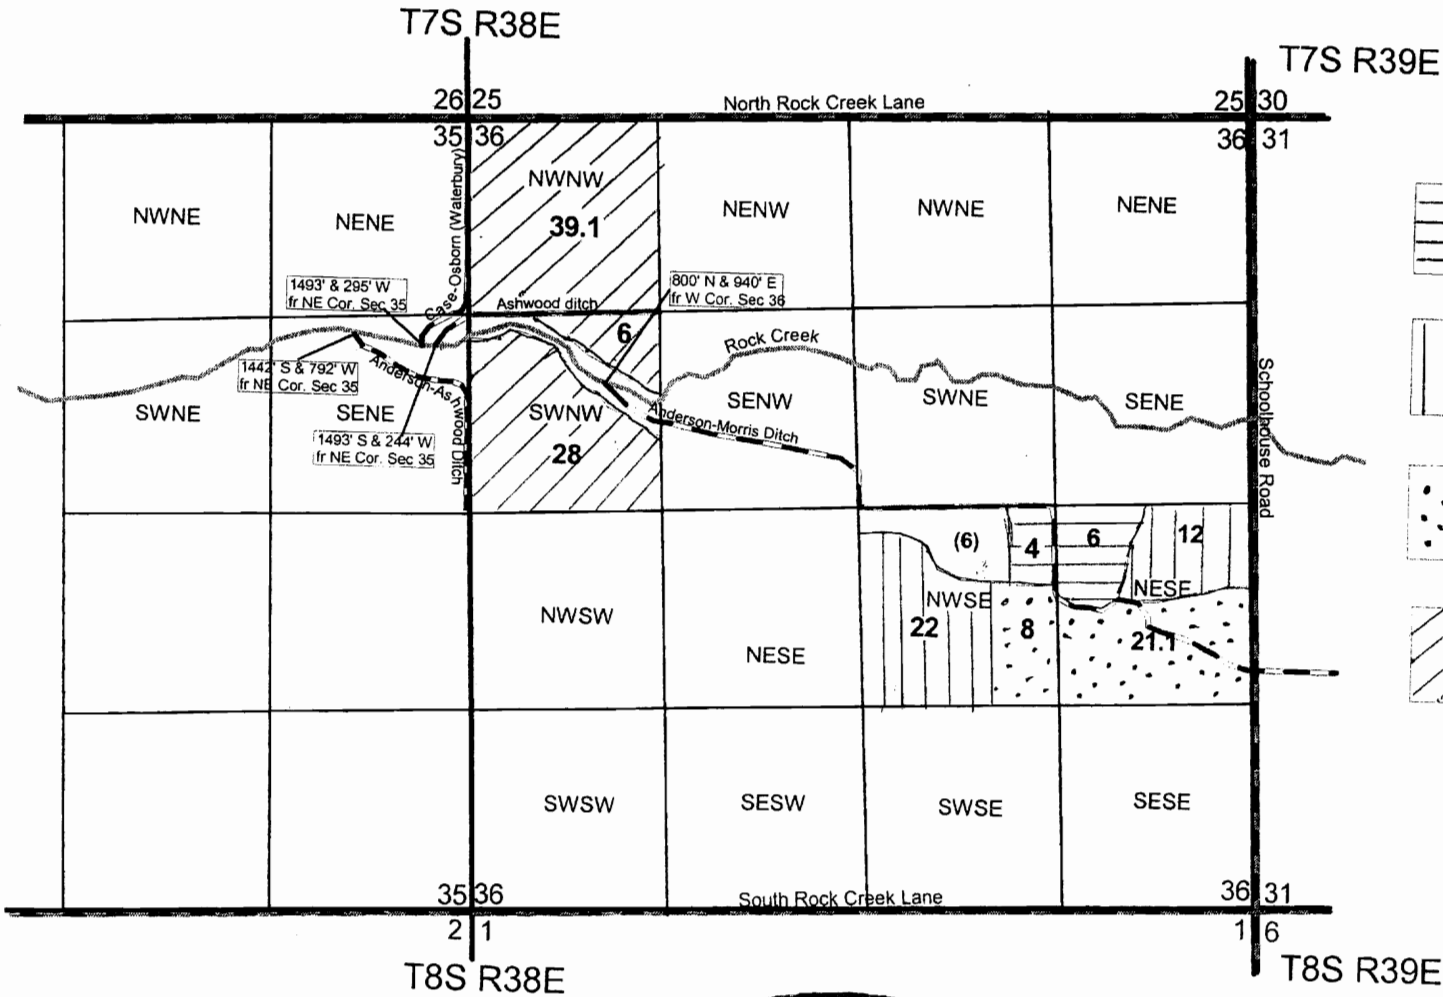 T7S R38E
T7S R39E
26 25
North Rock Creek Lane
25 30
35 36
36 31
NWNW
39.1
NWNE
NENE
NENW
NWNE
NENE
Case-Osborn (Waterbury)
1493' & 295' W
fr NE Cor. Sec 35
800' N & 940' E
fr W Cor. Sec 36
Ashwood ditch
6
Rock Creek
1442' S & 792' W
fr NE Cor. Sec 35
Anderson-Ashwood Ditch
SWNE
SENE
SWNW
28
SENW
SWNE
SENE
Anderson-Morris Ditch
1493' S & 244' W
fr NE Cor. Sec 35
Schoolhouse Road
(6)
4
6
12
NESE
NWSE
22
8
21.1
NWSW
NESE
SWSW
SESW
SWSE
SESE
35 36
South Rock Creek Lane
36 31
2 1
1 6
T8S R38E
T8S R39E